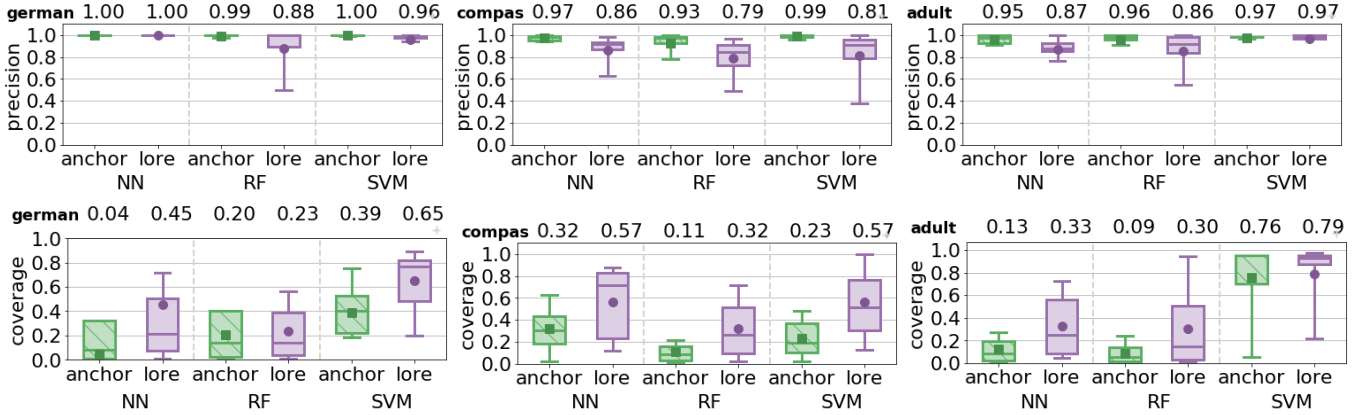 german 1.00 1.00 0.99 0.88 1.00 0.96
precision
1.0
0.8
0.6
0.4
0.2
0.0
anchor lore anchor lore anchor lore
NN RF SVM
compas 0.97 0.86 0.93 0.79 0.99 0.81
precision
1.0
0.8
0.6
0.4
0.2
0.0
anchor lore anchor lore anchor lore
NN RF SVM
adult 0.95 0.87 0.96 0.86 0.97 0.97
precision
1.0
0.8
0.6
0.4
0.2
0.0
anchor lore anchor lore anchor lore
NN RF SVM
german 0.04 0.45 0.20 0.23 0.39 0.65
coverage
1.0
0.8
0.6
0.4
0.2
0.0
anchor lore anchor lore anchor lore
NN RF SVM
compas 0.32 0.57 0.11 0.32 0.23 0.57
coverage
1.0
0.8
0.6
0.4
0.2
0.0
anchor lore anchor lore anchor lore
NN RF SVM
adult 0.13 0.33 0.09 0.30 0.76 0.79
coverage
1.0
0.8
0.6
0.4
0.2
0.0
anchor lore anchor lore anchor lore
NN RF SVM